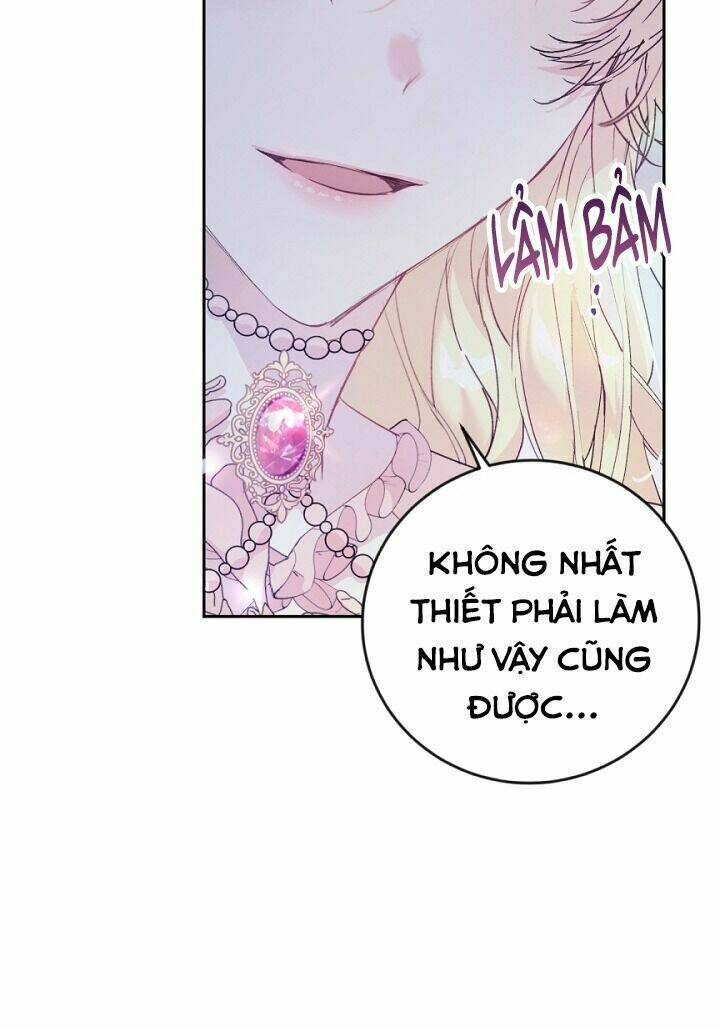 LẨM BẨM
KHÔNG NHẤT
THIẾT PHẢI LÀM
NHƯ VẬY CŨNG
ĐƯỢC...